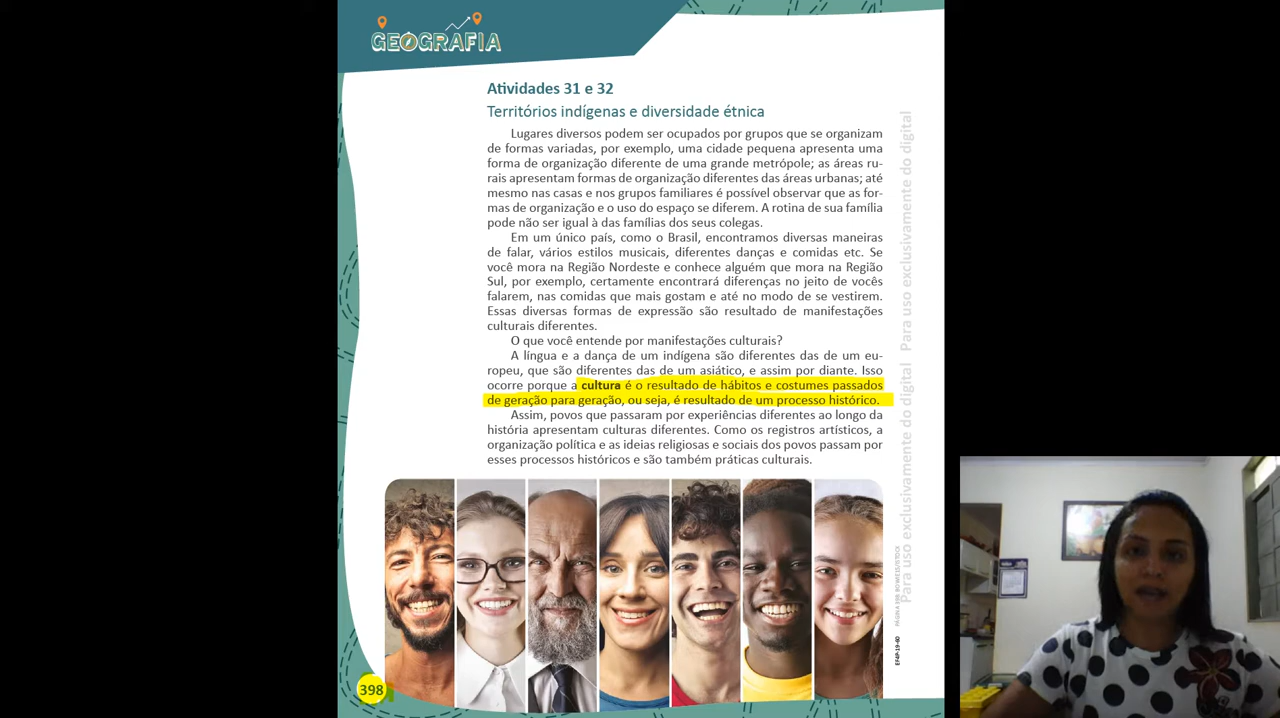 GEOGRAFIA
Atividades 31 e 32
Territórios indígenas e diversidade étnica
Lugares diversos podem ser ocupados por grupos que se organizam
de formas variadas, por exemplo, uma cidade pequena apresenta uma
forma de organização diferente de uma grande metrópole; as áreas ru-
rais apresentam formas de organização diferentes das áreas urbanas; até
mesmo nas casas e nos grupos familiares é possível observar que as for-
mas de organização e o uso do espaço se diferem. A rotina de sua família
pode não ser igual à das famílias dos seus colegas.
Em um único país, como o Brasil, encontramos diversas maneiras
de falar, vários estilos musicais, diferentes danças e comidas etc. Se
você mora na Região Nordeste e conhece alguém que mora na Região
Sul, por exemplo, certamente encontrará diferenças no jeito de vocês
falarem, nas comidas que mais gostam e até no modo de se vestirem.
Essas diversas formas de expressão são resultado de manifestações
culturais diferentes.
O que você entende por manifestações culturais?
A língua e a dança de um indígena são diferentes das de um eu-
ropeu, que são diferentes das de um asiático, e assim por diante. Isso
ocorre porque a cultura é o resultado de hábitos e costumes passados
de geração para geração, ou seja, é resultado de um processo histórico.
Assim, povos que passaram por experiências diferentes ao longo da
história apresentam culturas diferentes. Como os registros artísticos, a
organização política e as ideias religiosas e sociais dos povos passam por
esses processos históricos e são também práticas culturais.
Para uso exclusivamente do digital
Para uso exclusivamente do digital
EF4P-19-60
398